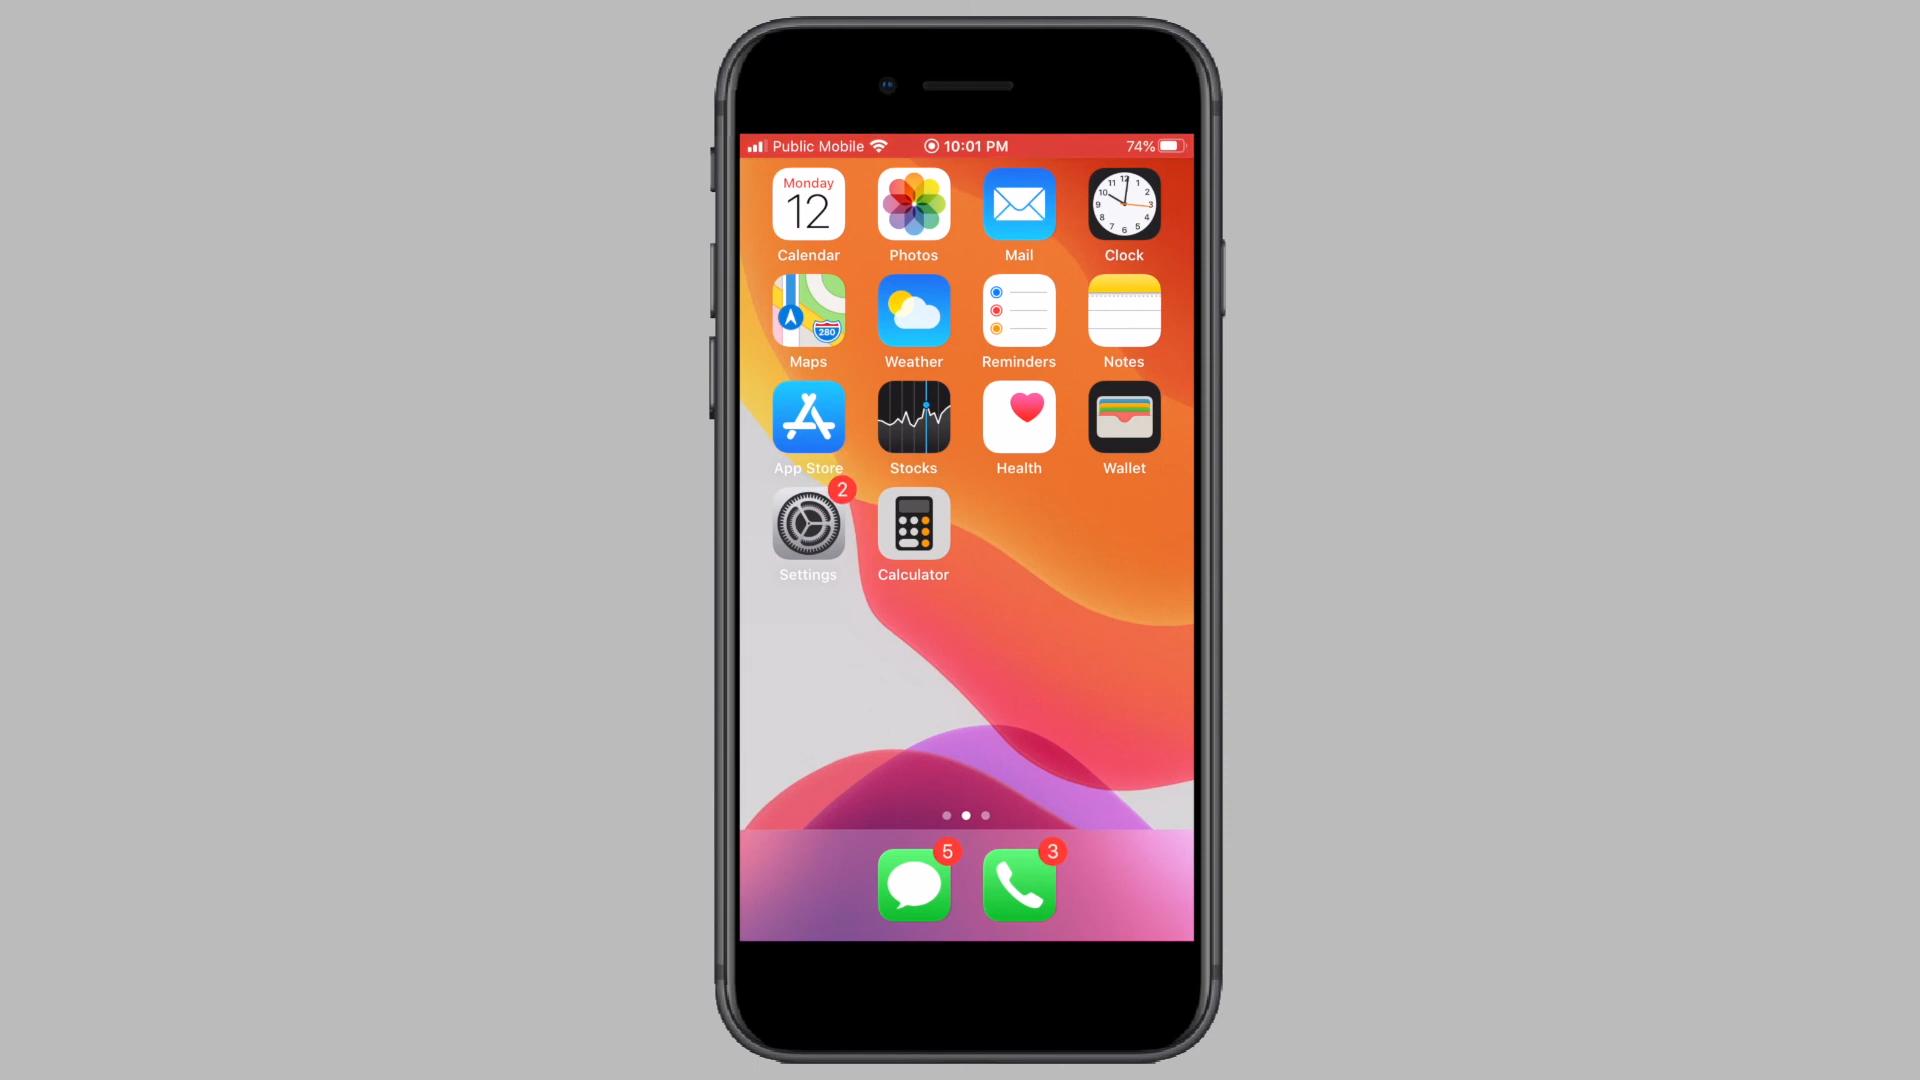 Public Mobile 10:01 PM 74%
Monday
12
Calendar Photos Mail Clock
280
Maps Weather Reminders Notes
App Store Stocks Health Wallet
2
Settings Calculator
5 3